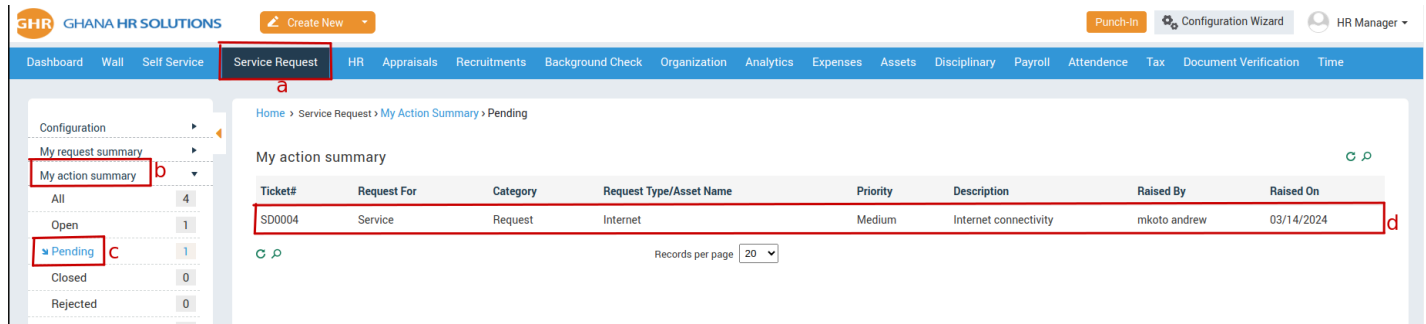 GHR GHANA HR SOLUTIONS Create New Punch-In Configuration Wizard HR Manager
Dashboard Wall Self Service Service Request HR Appraisals Recruitments Background Check Organization Analytics Expenses Assets Disciplinary Payroll Attendence Tax Document Verification Time
a
Home › Service Request › My Action Summary › Pending
Configuration
My request summary
My action summary b
All 4
Open 1
Pending c 1
Closed 0
Rejected 0
My action summary
Ticket# Request For Category Request Type/Asset Name Priority Description Raised By Raised On
SD0004 Service Request Internet Medium Internet connectivity mkoto andrew 03/14/2024 d
Records per page 20